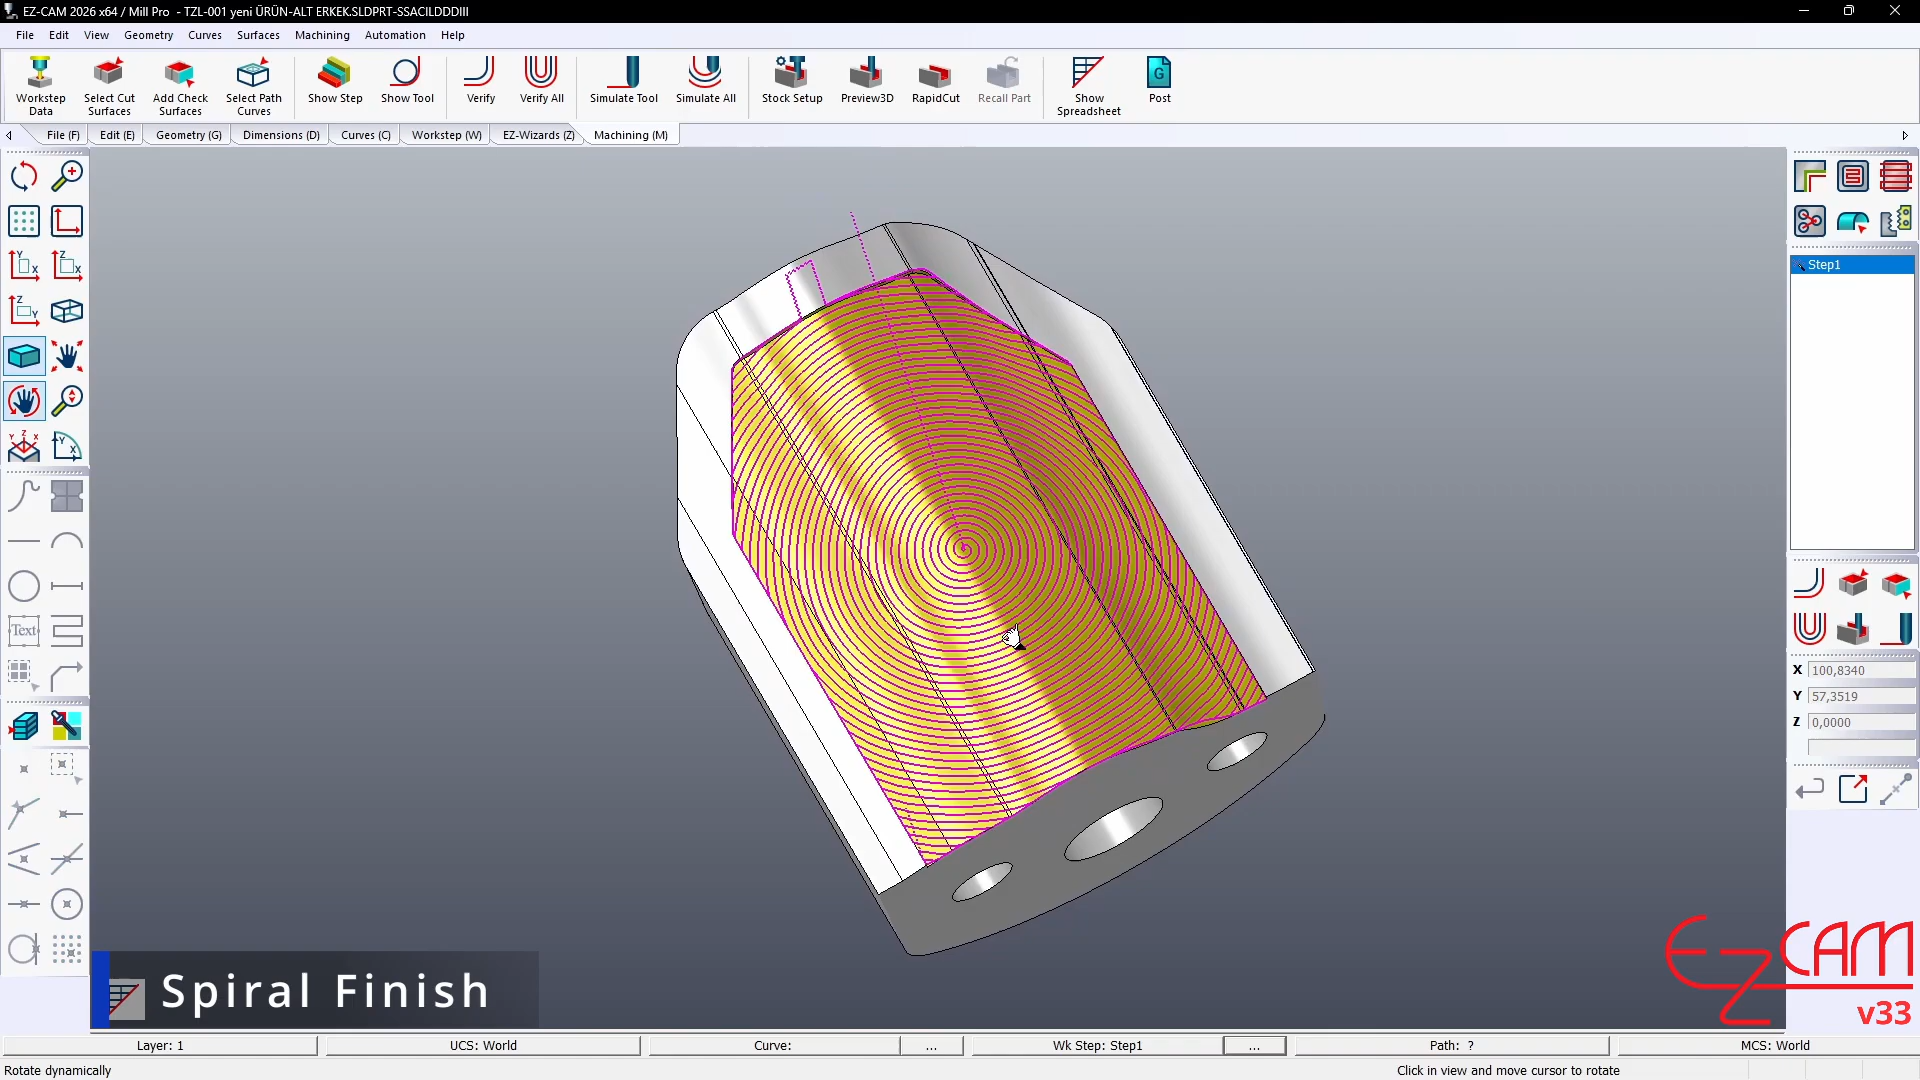 EZ-CAM 2026 x64 / Mill Pro - TZL-001 yeni ÜRÜN-ALT ERKEK.SLDPRT-SSACILDDDIII
File Edit View Geometry Curves Surfaces Machining Automation Help
Workstep Data
Select Cut Surfaces
Add Check Surfaces
Select Path Curves
Show Step
Show Tool
Verify
Verify All
Simulate Tool
Simulate All
Stock Setup
Preview3D
RapidCut
Recall Part
Show Spreadsheet
G
Post
File (F) Edit (E) Geometry (G) Dimensions (D) Curves (C) Workstep (W) EZ-Wizards (Z) Machining (M)
Step1
Text
X 100,8340
Y 57,3519
Z 0,0000
Spiral Finish
EZCAM
v33
Layer: 1 UCS: World Curve: ... Wk Step: Step1 ... Path: ? MCS: World
Rotate dynamically Click in view and move cursor to rotate